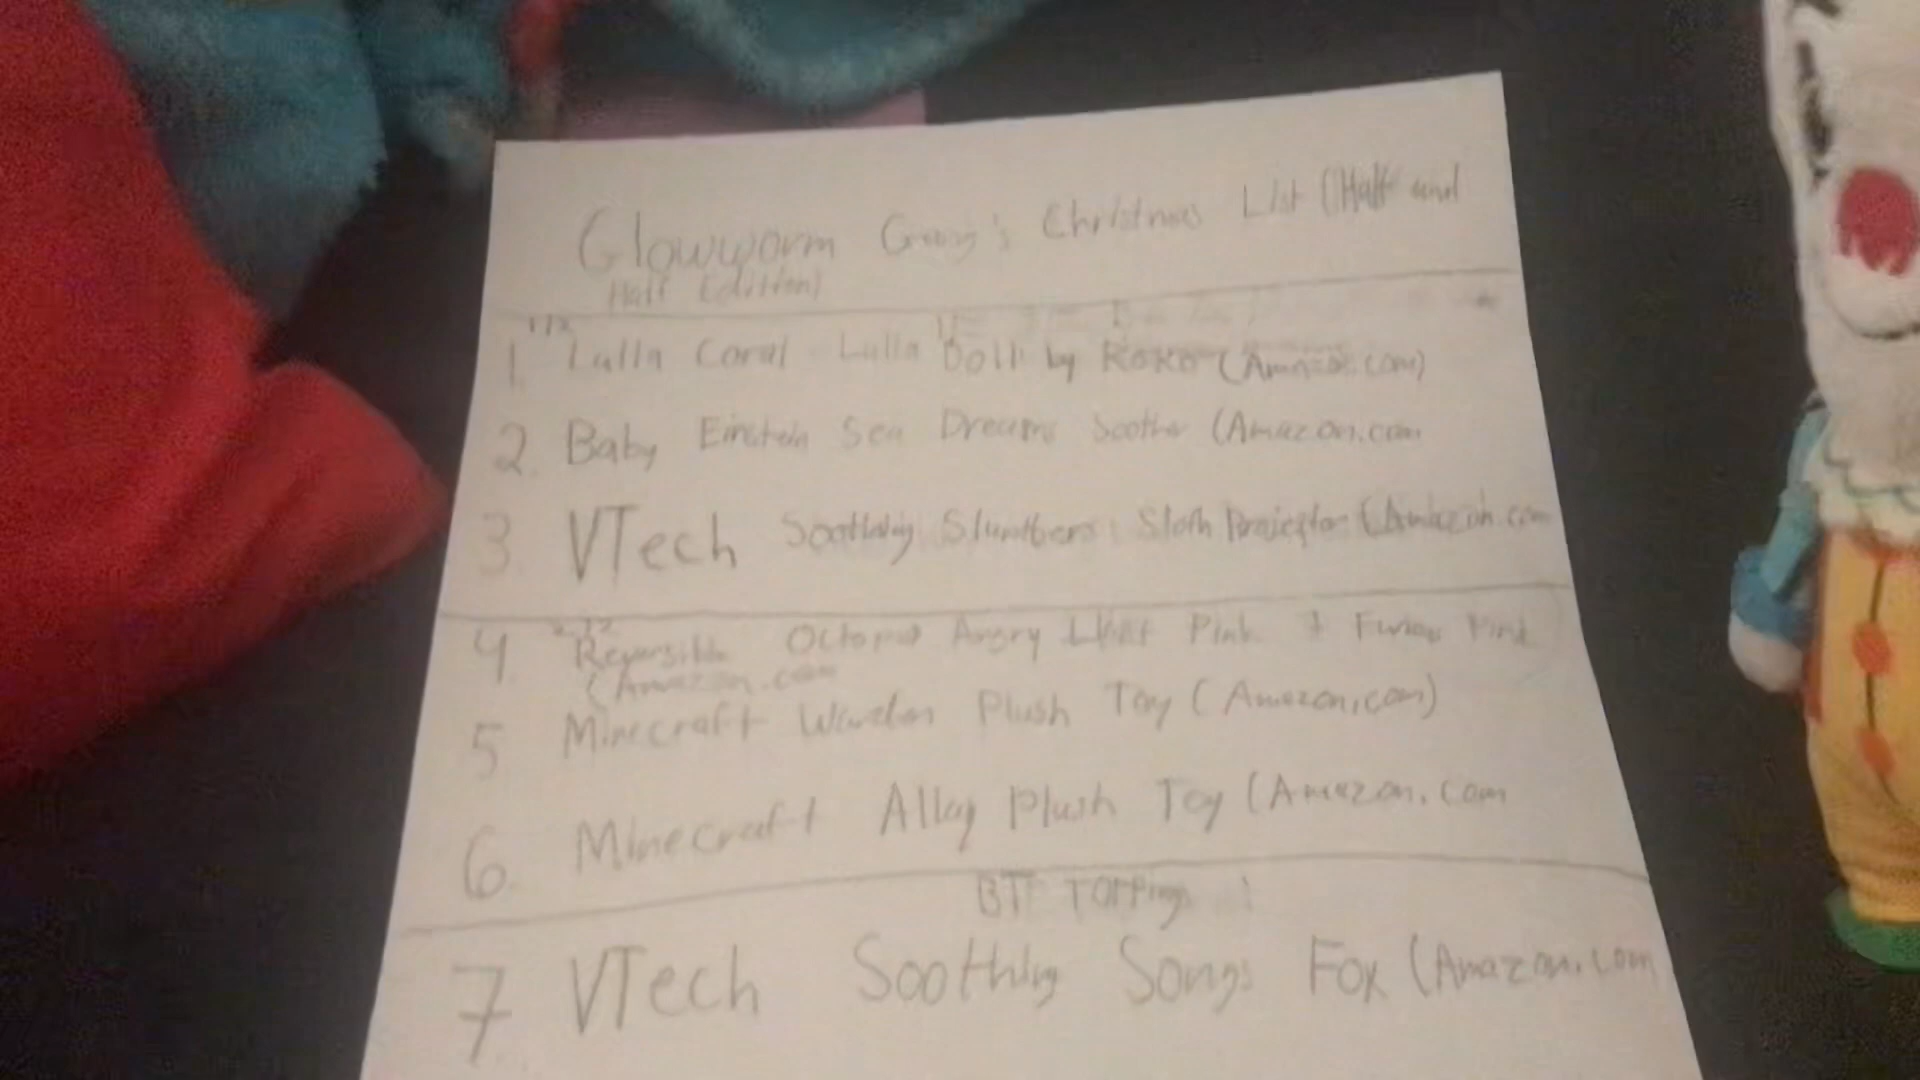 Glowworm Greg's Christmas List (Half and
Half Edition)
1. Lulla Coral Lulla Doll by RoRo (Amazon.com)
2. Baby Einstein Sea Dreams Soother (Amazon.com
3. VTech Soothing Slumbers Sloth Projector (Amazon.com
4 Reversible Octopus Angry Light Pink + Furious Pink
(Amazon.com
5 Minecraft Warden Plush Toy (Amazon.com)
6. Minecraft Allay Plush Toy (Amazon.com
7 VTech Soothing Songs Fox (Amazon.com